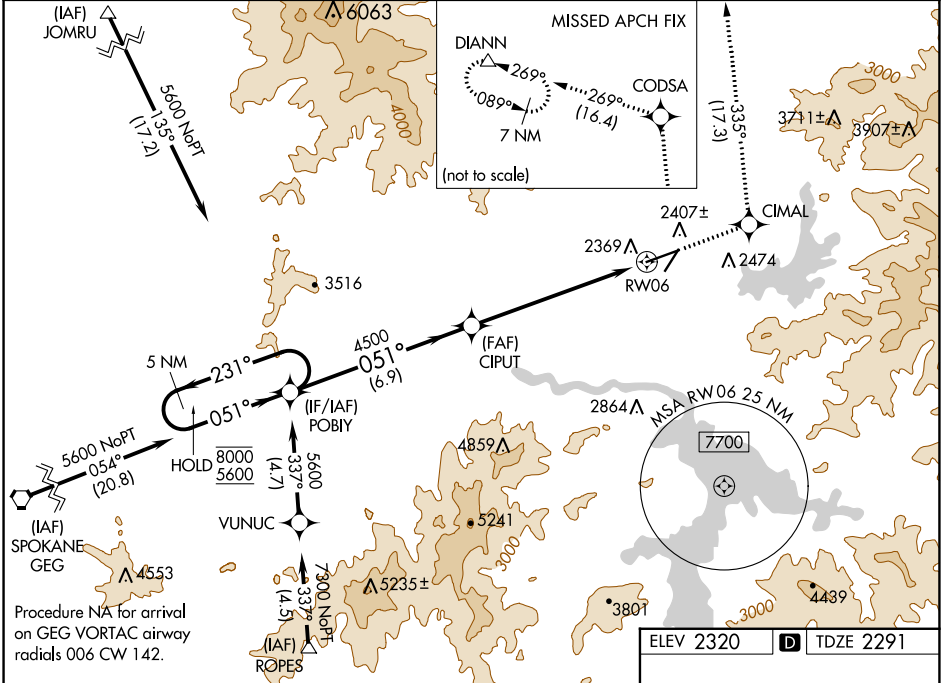 (IAF)
JOMRU
5600 NoPT
135°
(17.2)
6063
4000
MISSED APCH FIX
DIANN
269°
089°
7 NM
269°
(16.4)
CODSA
(not to scale)
335°
(17.3)
3000
3711±
3907±
CIMAL
2407±
2369
2474
RW06
3516
5 NM
231°
051°
4500
051°
(6.9)
(FAF)
CIPUT
(IF/IAF)
POBIY
HOLD
8000
5600
5600 NoPT
054°
(20.8)
(IAF)
SPOKANE
GEG
5600
337°
(4.7)
VUNUC
7300 NoPT
337°
(4.5)
(IAF)
ROPES
4859
5241
3000
5235±
2864
MSA RW06 25 NM
7700
4553
3801
3000
4439
Procedure NA for arrival
on GEG VORTAC airway
radials 006 CW 142.
ELEV 2320 D TDZE 2291